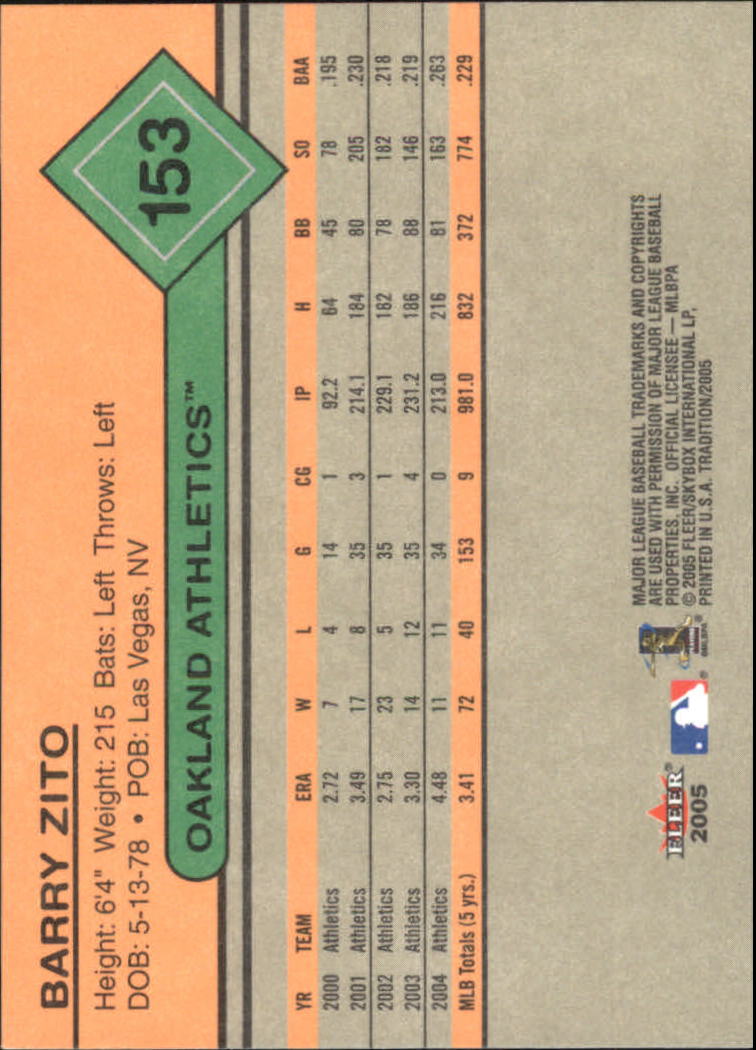 BARRY ZITO
Height: 6'4" Weight: 215 Bats: Left Throws: Left
DOB: 5-13-78 • POB: Las Vegas, NV
153
OAKLAND ATHLETICS™
YR TEAM ERA W L G CG IP H BB SO BAA
2000 Athletics 2.72 7 4 14 1 92.2 64 45 78 .195
2001 Athletics 3.49 17 8 35 3 214.1 184 80 205 .230
2002 Athletics 2.75 23 5 35 1 229.1 182 78 182 .218
2003 Athletics 3.30 14 12 35 4 231.2 186 88 146 .219
2004 Athletics 4.48 11 11 34 0 213.0 216 81 163 .263
MLB Totals (5 yrs.) 3.41 72 40 153 9 981.0 832 372 774 .229
FLEER®
2005
®
©MLBPA
MAJOR LEAGUE BASEBALL TRADEMARKS AND COPYRIGHTS
ARE USED WITH PERMISSION OF MAJOR LEAGUE BASEBALL
PROPERTIES, INC. OFFICIAL LICENSEE — MLBPA
© 2005 FLEER/SKYBOX INTERNATIONAL LP,
PRINTED IN U.S.A. TRADITION/2005